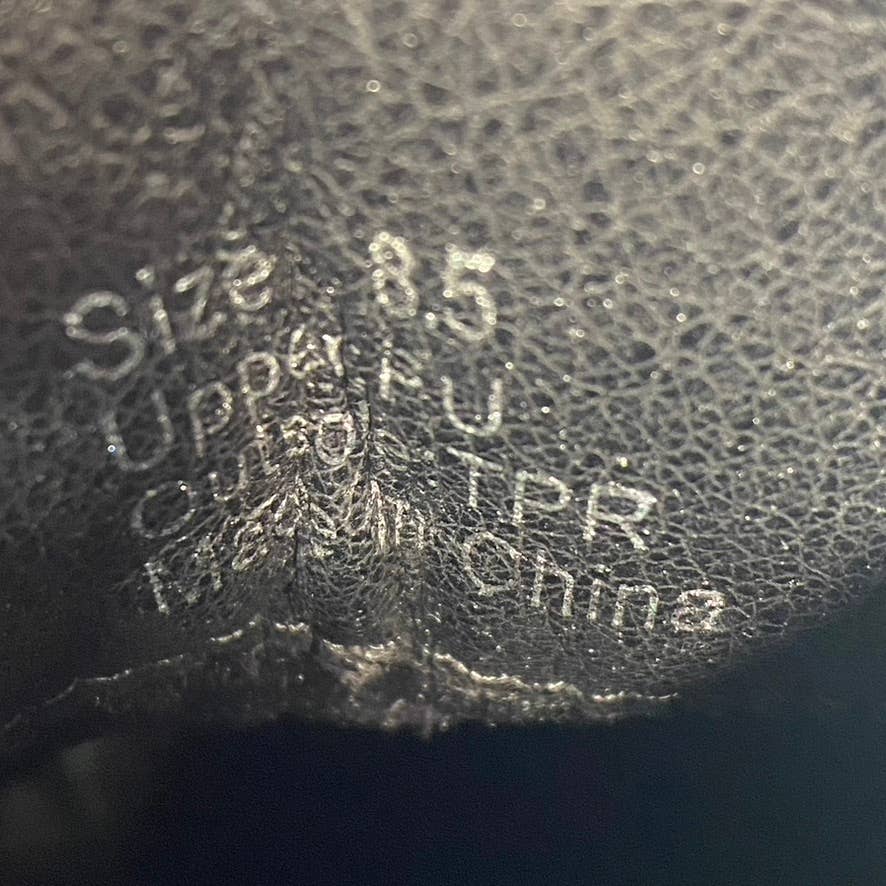 Size 8.5
Upper PU
Outsole TPR
Made in China